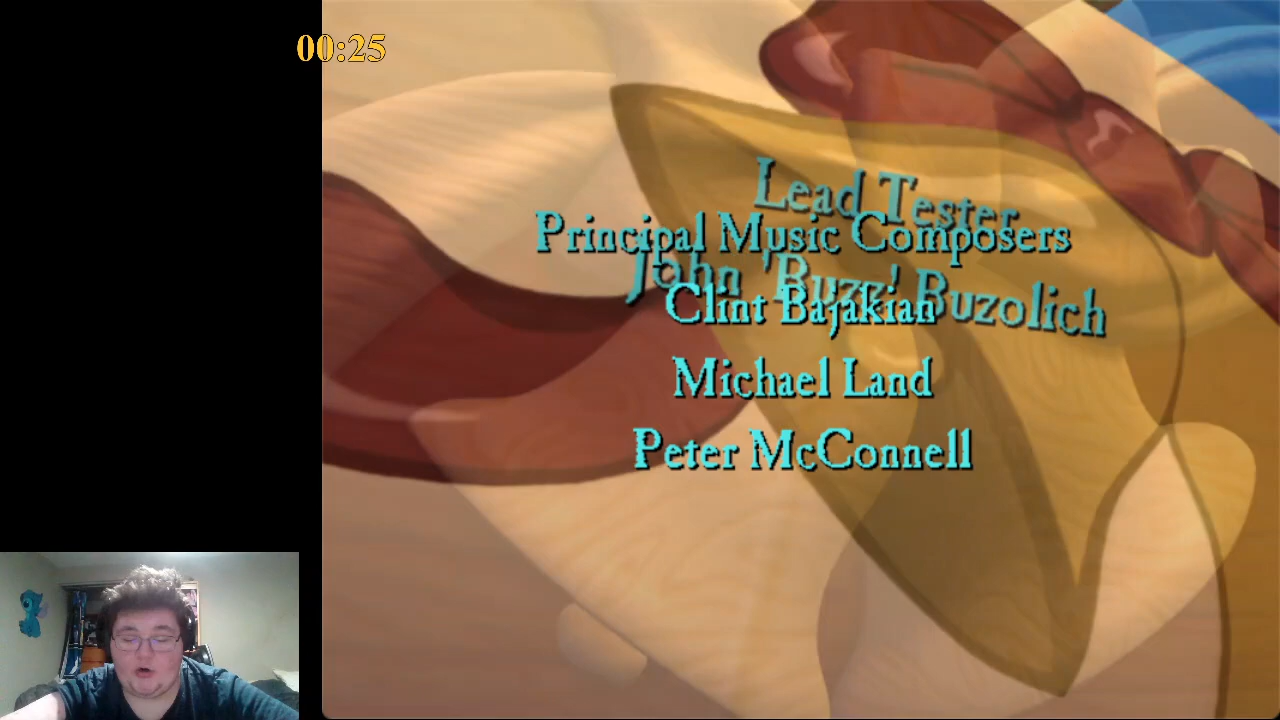 00:25
Lead Tester
John 'Buzz' Buzolich
Principal Music Composers
Clint Bajakian
Michael Land
Peter McConnell